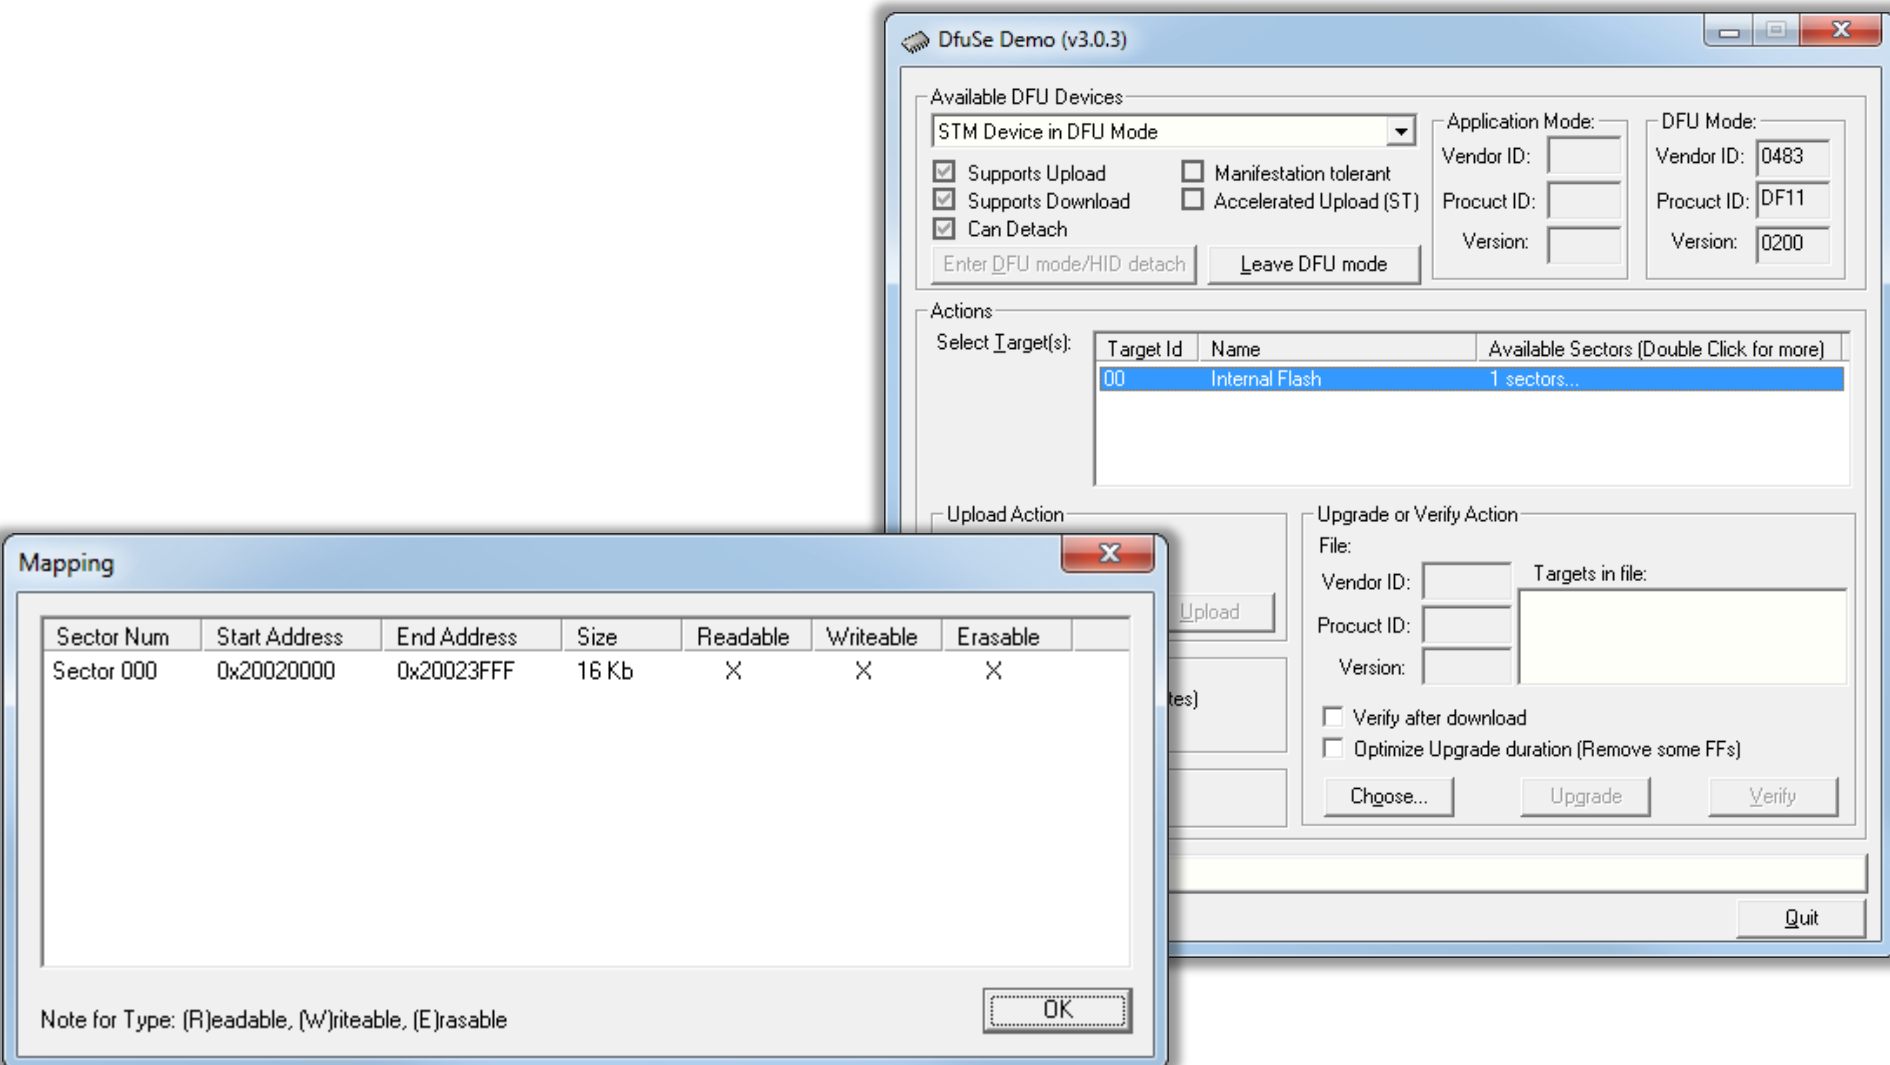 DfuSe Demo (v3.0.3)
Available DFU Devices
STM Device in DFU Mode
Supports Upload
Manifestation tolerant
Supports Download
Accelerated Upload (ST)
Can Detach
Enter DFU mode/HID detach
Leave DFU mode
Application Mode:
Vendor ID:
Procuct ID:
Version:
DFU Mode:
Vendor ID: 0483
Procuct ID: DF11
Version: 0200
Actions
Select Target(s):
Target Id Name Available Sectors (Double Click for more)
00 Internal Flash 1 sectors...
Upload Action
Upload
tes)
Upgrade or Verify Action
File:
Vendor ID:
Procuct ID:
Version:
Targets in file:
Verify after download
Optimize Upgrade duration (Remove some FFs)
Choose... Upgrade Verify
Quit
Mapping
Sector Num Start Address End Address Size Readable Writeable Erasable
Sector 000 0x20020000 0x20023FFF 16 Kb X X X
Note for Type: (R)eadable, (W)riteable, (E)rasable
OK